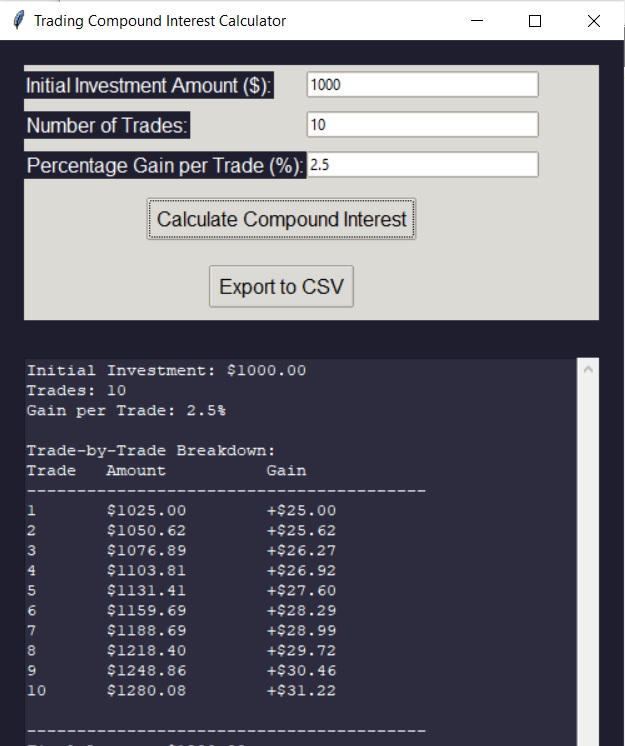 Trading Compound Interest Calculator
Initial Investment Amount ($): 1000
Number of Trades: 10
Percentage Gain per Trade (%): 2.5
Calculate Compound Interest
Export to CSV
Initial Investment: $1000.00
Trades: 10
Gain per Trade: 2.5%
Trade-by-Trade Breakdown:
Trade Amount Gain
----------------------------------------
1 $1025.00 +$25.00
2 $1050.62 +$25.62
3 $1076.89 +$26.27
4 $1103.81 +$26.92
5 $1131.41 +$27.60
6 $1159.69 +$28.29
7 $1188.69 +$28.99
8 $1218.40 +$29.72
9 $1248.86 +$30.46
10 $1280.08 +$31.22
----------------------------------------